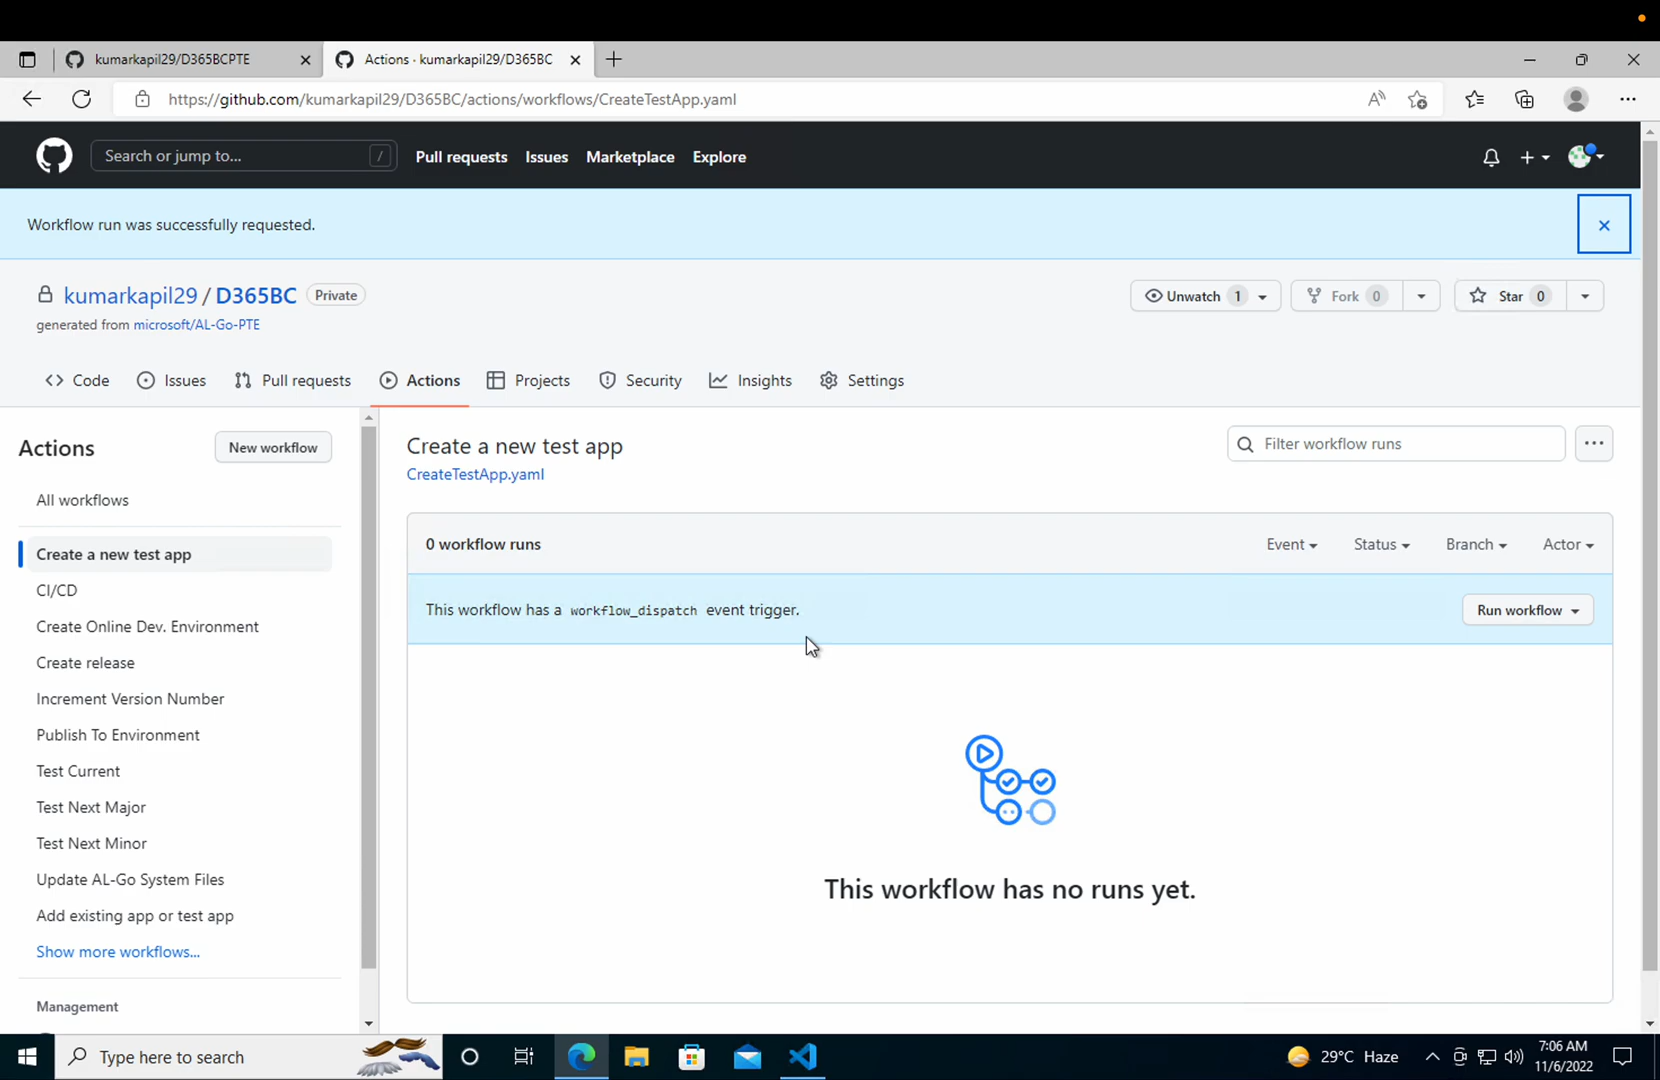 kumarkapil29/D365BCPTE
Actions · kumarkapil29/D365BC
https://github.com/kumarkapil29/D365BC/actions/workflows/CreateTestApp.yaml
Search or jump to...
/
Pull requests
Issues
Marketplace
Explore
Workflow run was successfully requested.
kumarkapil29 / D365BC
Private
Unwatch 1
Fork 0
Star 0
generated from microsoft/AL-Go-PTE
Code
Issues
Pull requests
Actions
Projects
Security
Insights
Settings
Actions
New workflow
All workflows
Create a new test app
CI/CD
Create Online Dev. Environment
Create release
Increment Version Number
Publish To Environment
Test Current
Test Next Major
Test Next Minor
Update AL-Go System Files
Add existing app or test app
Show more workflows...
Management
Create a new test app
CreateTestApp.yaml
Filter workflow runs
0 workflow runs
Event
Status
Branch
Actor
This workflow has a workflow_dispatch event trigger.
Run workflow
This workflow has no runs yet.
Type here to search
29°C Haze
7:06 AM
11/6/2022